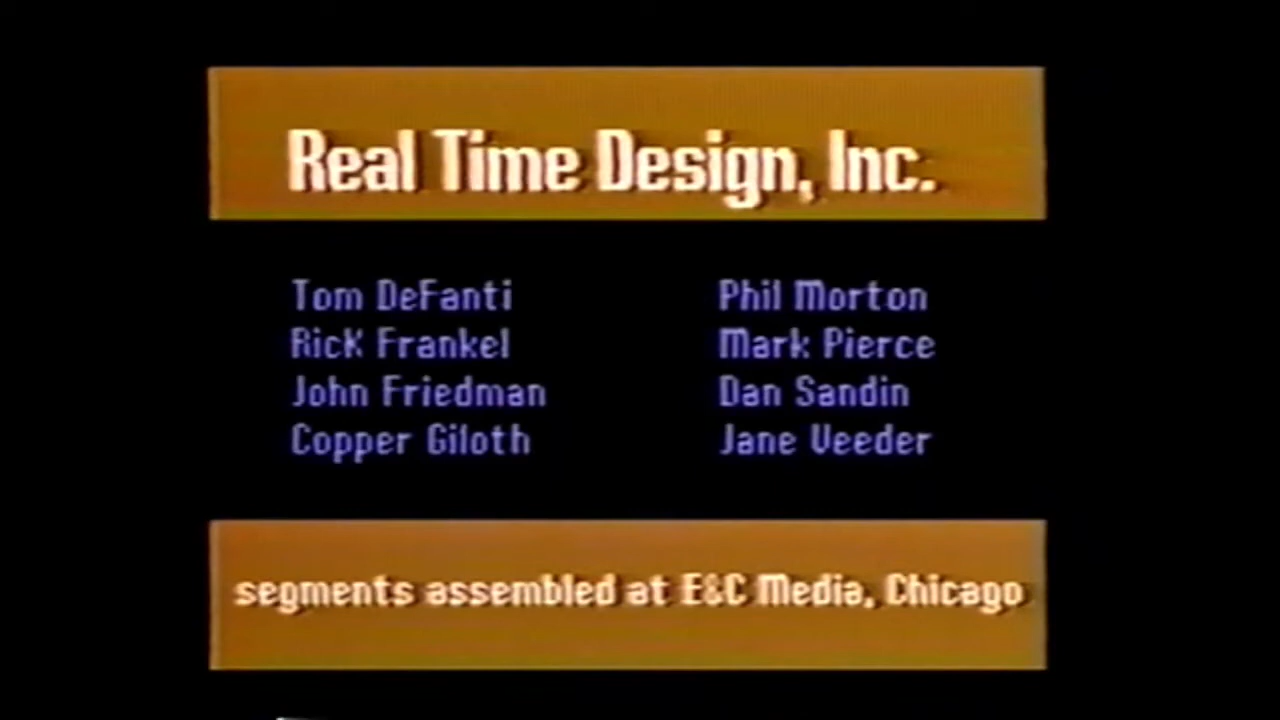 Real Time Design, Inc.
Tom DeFanti
Rick Frankel
John Friedman
Copper Giloth
Phil Morton
Mark Pierce
Dan Sandin
Jane Veeder
segments assembled at E&C Media, Chicago